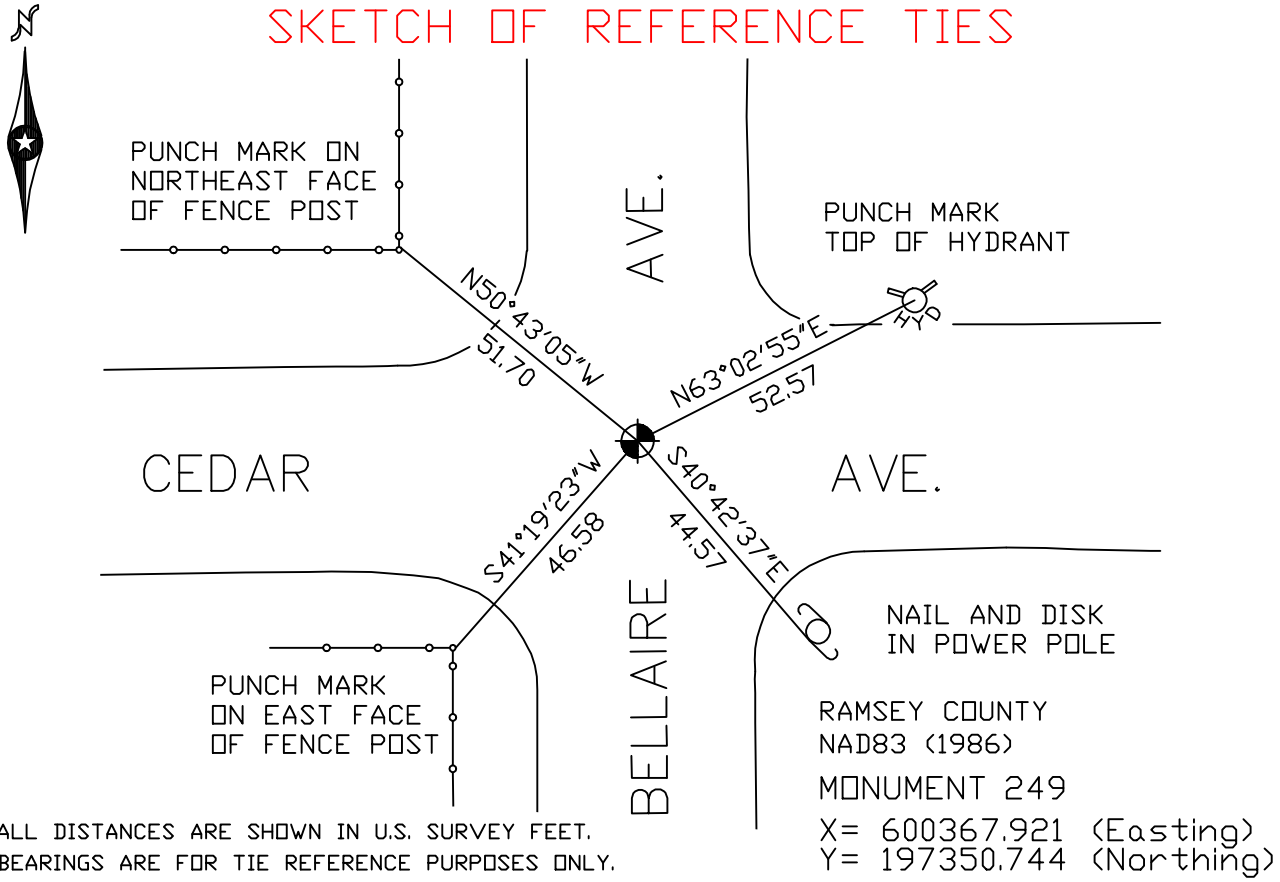 SKETCH OF REFERENCE TIES
N
PUNCH MARK ON
NORTHEAST FACE
OF FENCE POST
AVE.
PUNCH MARK
TOP OF HYDRANT
HYD
N50°43'05"W
51.70
N63°02'55"E
52.57
CEDAR
AVE.
S41°19'23"W
46.58
S40°42'37"E
44.57
BELLAIRE
NAIL AND DISK
IN POWER POLE
PUNCH MARK
ON EAST FACE
OF FENCE POST
RAMSEY COUNTY
NAD83 (1986)
MONUMENT 249
X= 600367.921 (Easting)
Y= 197350.744 (Northing)
ALL DISTANCES ARE SHOWN IN U.S. SURVEY FEET.
BEARINGS ARE FOR TIE REFERENCE PURPOSES ONLY.